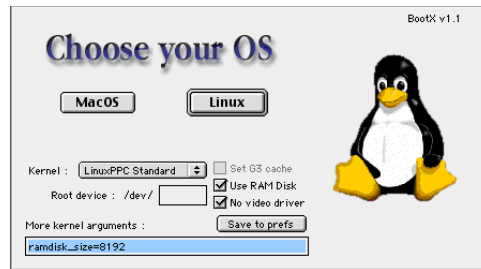 BootX v1.1
Choose your OS
MacOS
Linux
Kernel : LinuxPPC Standard
Set G3 cache
Root device : /dev/
Use RAM Disk
No video driver
More kernel arguments :
Save to prefs
ramdisk_size=8192